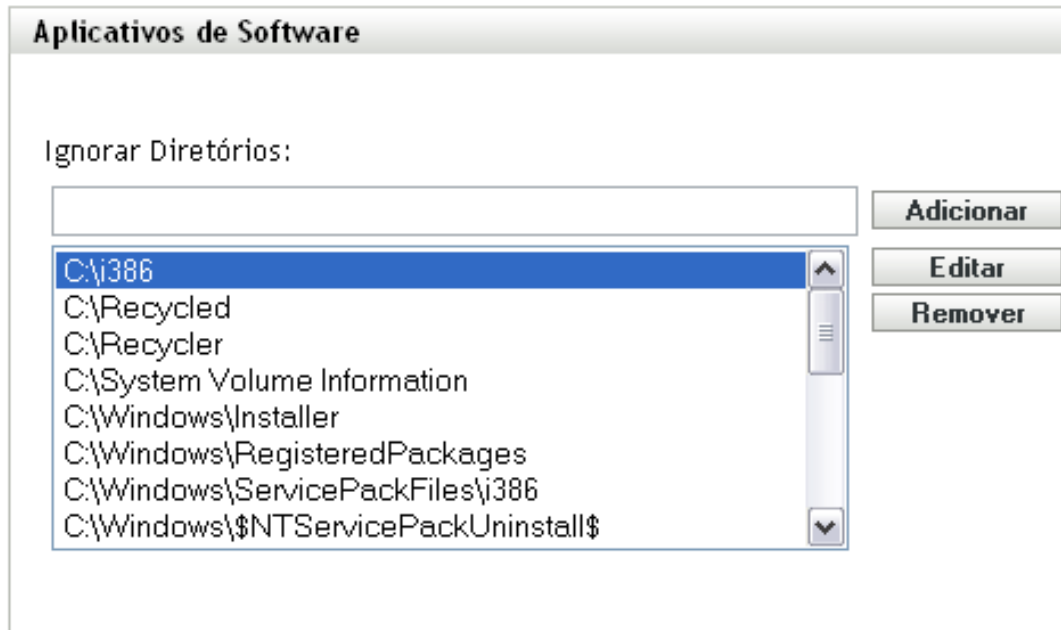 Aplicativos de Software
Ignorar Diretórios:
Adicionar
C:\i386
Editar
C:\Recycled
Remover
C:\Recycler
C:\System Volume Information
C:\Windows\Installer
C:\Windows\RegisteredPackages
C:\Windows\ServicePackFiles\i386
C:\Windows\$NTServicePackUninstall$